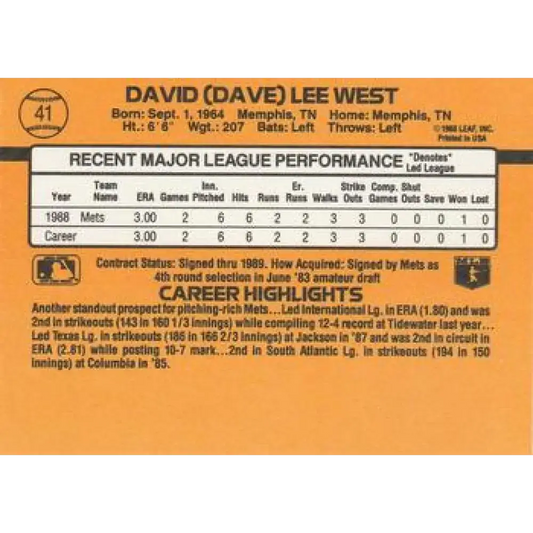 41
DAVID (DAVE) LEE WEST
Born: Sept. 1, 1964 Memphis, TN Home: Memphis, TN
Ht.: 6'6" Wgt.: 207 Bats: Left Throws: Left
© 1988 LEAF, INC.
Printed in USA
RECENT MAJOR LEAGUE PERFORMANCE "Denotes" Led League
Year Team Name ERA Games Inn. Pitched Hits Runs Er. Runs Walks Strike Outs Comp. Games Shut Outs Save Won Lost
1988 Mets 3.00 2 6 6 2 2 3 3 0 0 0 1 0
Career 3.00 2 6 6 2 2 3 3 0 0 0 1 0
Contract Status: Signed thru 1989. How Acquired: Signed by Mets as
4th round selection in June '83 amateur draft
CAREER HIGHLIGHTS
Another standout prospect for pitching-rich Mets...Led International Lg. in ERA (1.80) and was
2nd in strikeouts (143 in 160 1/3 innings) while compiling 12-4 record at Tidewater last year...
Led Texas Lg. in strikeouts (186 in 166 2/3 innings) at Jackson in '87 and was 2nd in circuit in
ERA (2.81) while posting 10-7 mark...2nd in South Atlantic Lg. in strikeouts (194 in 150
innings) at Columbia in '85.